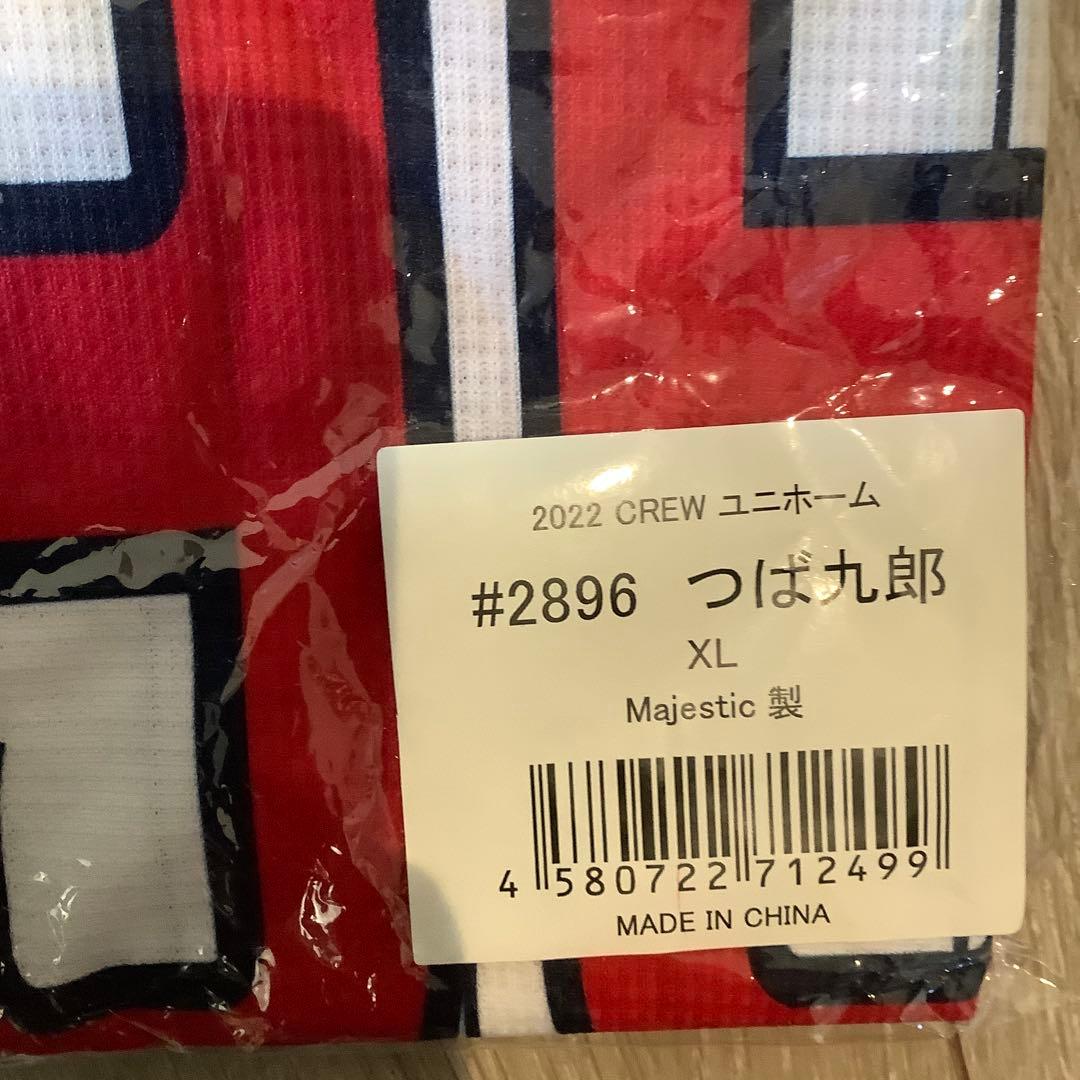 2022 CREW ユニホーム
#2896 つば九郎
XL
Majestic 製
4 580722 712499
MADE IN CHINA